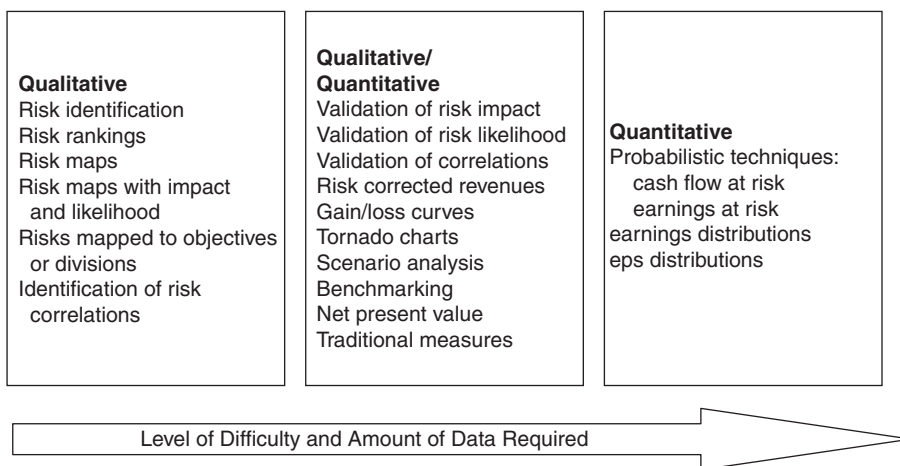 Qualitative
Risk identification
Risk rankings
Risk maps
Risk maps with impact
and likelihood
Risks mapped to objectives
or divisions
Identification of risk
correlations
Qualitative/
Quantitative
Validation of risk impact
Validation of risk likelihood
Validation of correlations
Risk corrected revenues
Gain/loss curves
Tornado charts
Scenario analysis
Benchmarking
Net present value
Traditional measures
Quantitative
Probabilistic techniques:
cash flow at risk
earnings at risk
earnings distributions
eps distributions
Level of Difficulty and Amount of Data Required